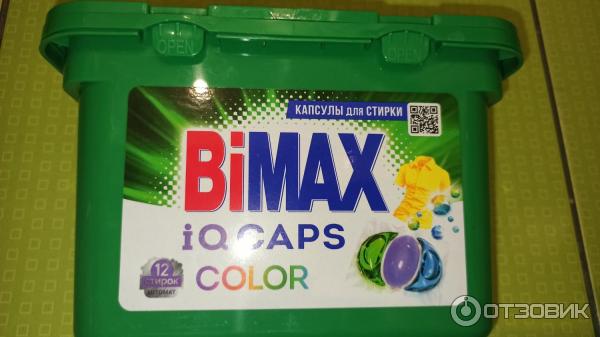 OPEN OPEN
КАПСУЛЫ для СТИРКИ
BiMAX
iQ CAPS
COLOR
12
СТИРОК
АВТОМАТ
ОТЗОВИК